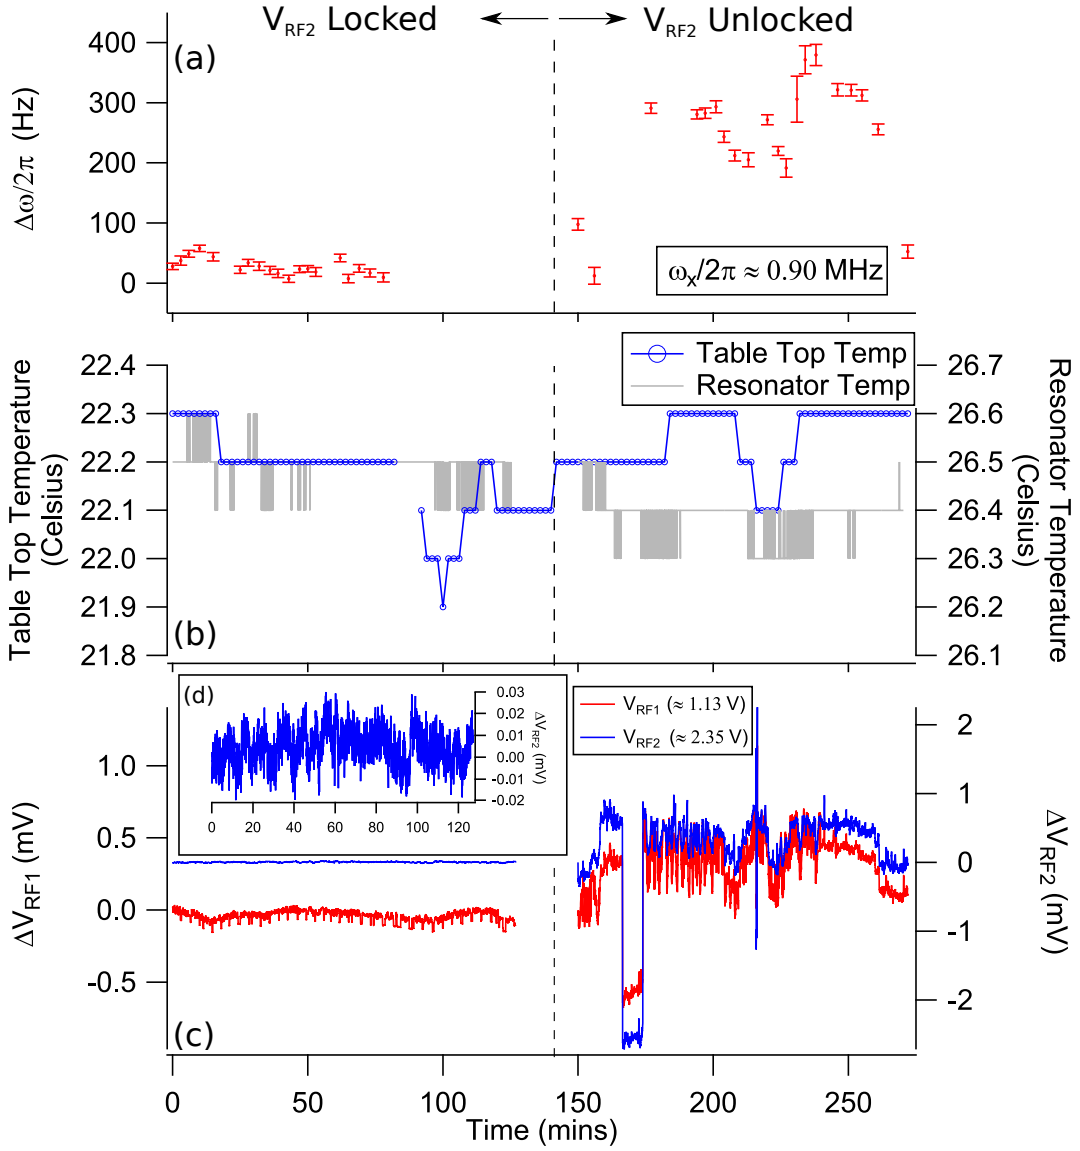 V_RF2 Locked
V_RF2 Unlocked
(a)
Δω/2π (Hz)
400
300
200
100
0
ω_x/2π ≈ 0.90 MHz
Table Top Temp
Resonator Temp
(b)
Table Top Temperature
(Celsius)
22.4
22.3
22.2
22.1
22.0
21.9
21.8
26.7
26.6
26.5
26.4
26.3
26.2
26.1
Resonator Temperature
(Celsius)
(d)
0.03
0.02
0.01
0.00
-0.01
-0.02
ΔV_RF2
(mV)
0 20 40 60 80 100 120
V_RF1 (≈ 1.13 V)
V_RF2 (≈ 2.35 V)
(c)
ΔV_RF1 (mV)
1.0
0.5
0.0
-0.5
2
1
0
-1
-2
ΔV_RF2
(mV)
0 50 100 150 200 250
Time (mins)